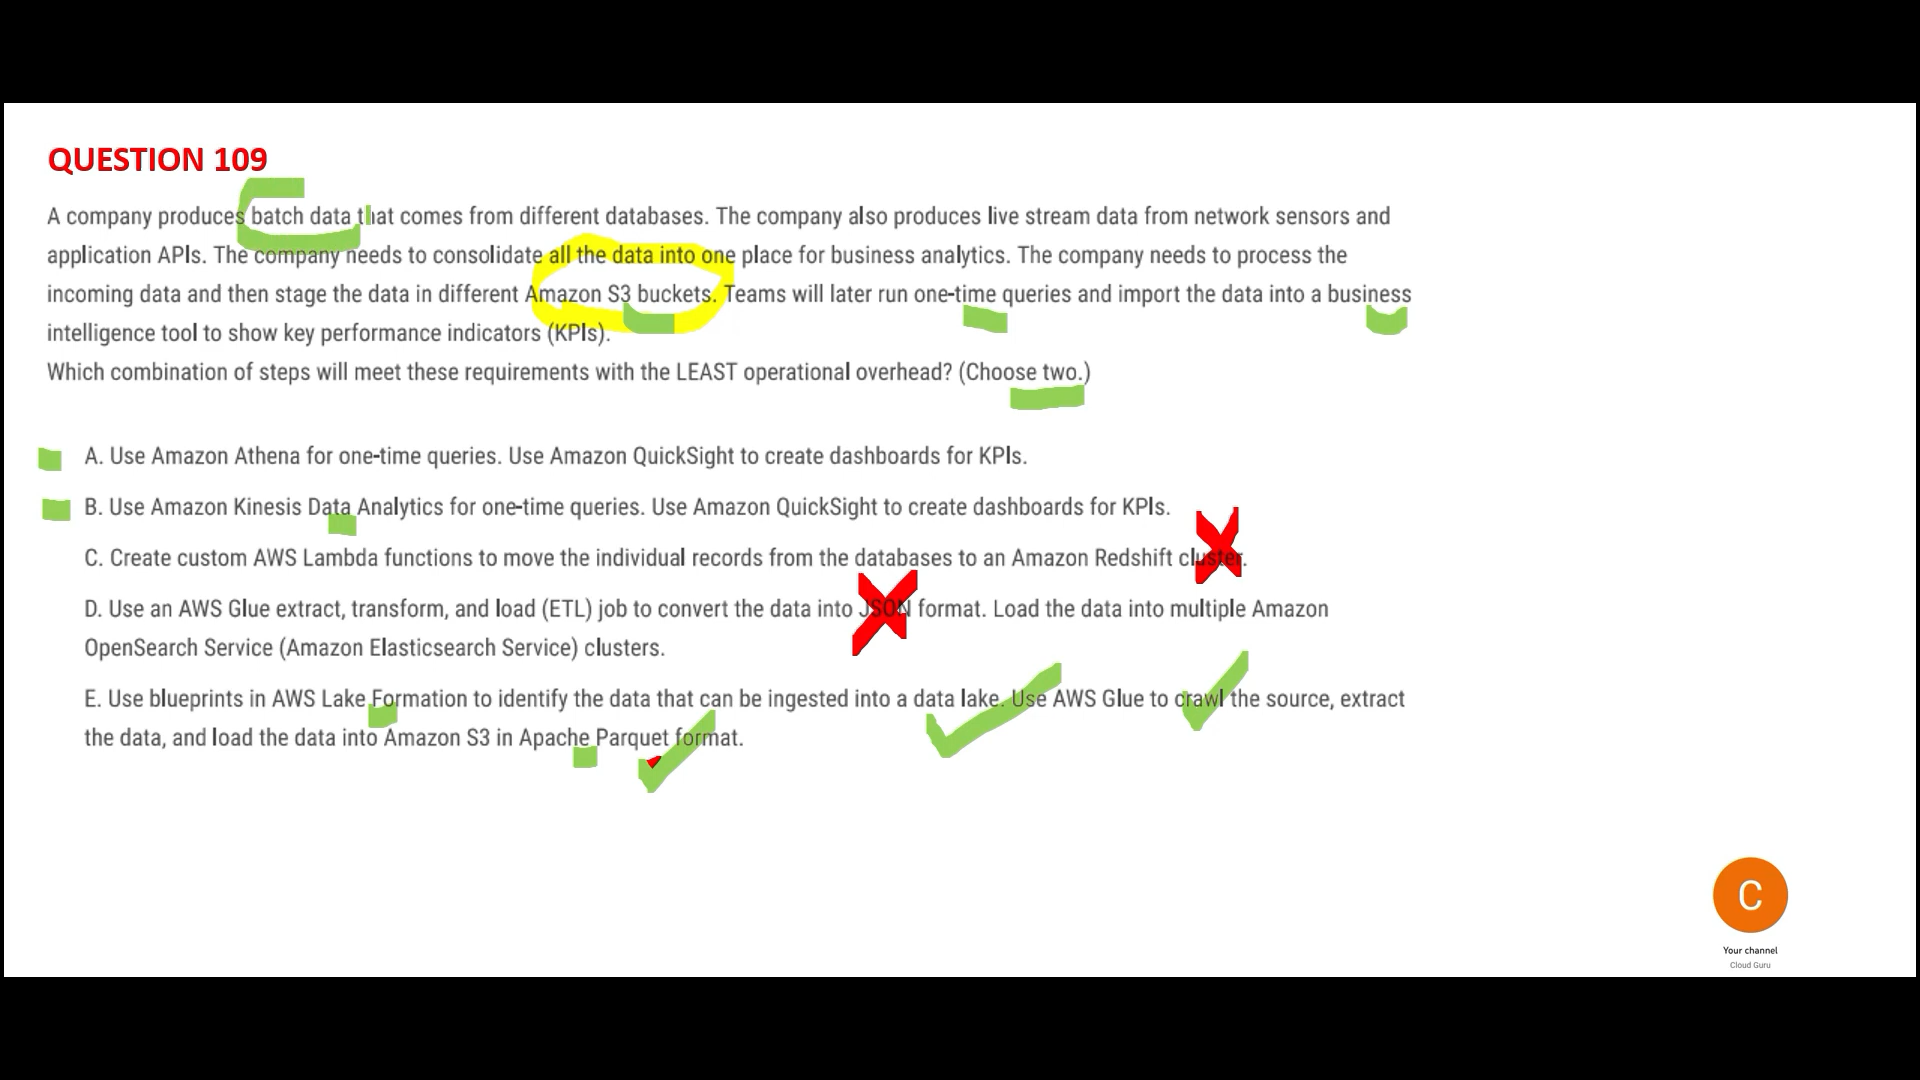 QUESTION 109
A company produces batch data that comes from different databases. The company also produces live stream data from network sensors and
application APIs. The company needs to consolidate all the data into one place for business analytics. The company needs to process the
incoming data and then stage the data in different Amazon S3 buckets. Teams will later run one-time queries and import the data into a business
intelligence tool to show key performance indicators (KPIs).
Which combination of steps will meet these requirements with the LEAST operational overhead? (Choose two.)
A. Use Amazon Athena for one-time queries. Use Amazon QuickSight to create dashboards for KPIs.
B. Use Amazon Kinesis Data Analytics for one-time queries. Use Amazon QuickSight to create dashboards for KPIs.
C. Create custom AWS Lambda functions to move the individual records from the databases to an Amazon Redshift cluster.
D. Use an AWS Glue extract, transform, and load (ETL) job to convert the data into JSON format. Load the data into multiple Amazon
OpenSearch Service (Amazon Elasticsearch Service) clusters.
E. Use blueprints in AWS Lake Formation to identify the data that can be ingested into a data lake. Use AWS Glue to crawl the source, extract
the data, and load the data into Amazon S3 in Apache Parquet format.
C
Your channel
Cloud Guru